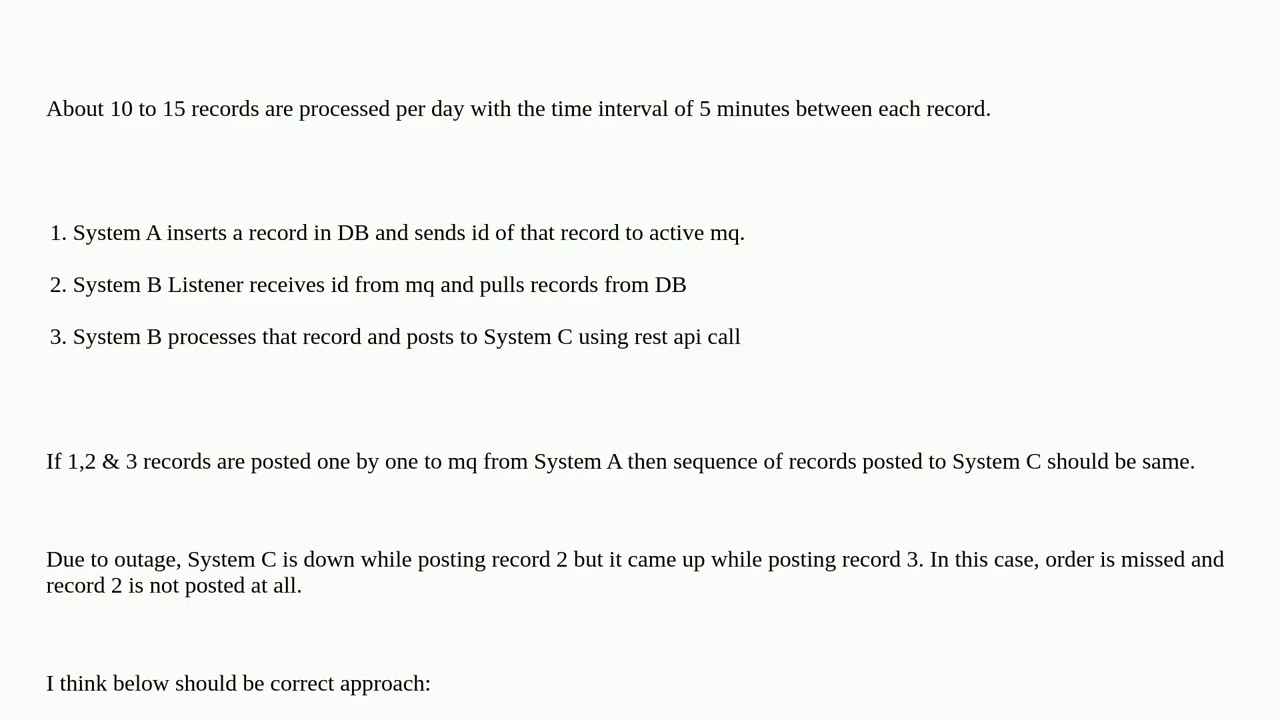 About 10 to 15 records are processed per day with the time interval of 5 minutes between each record.
1. System A inserts a record in DB and sends id of that record to active mq.
2. System B Listener receives id from mq and pulls records from DB
3. System B processes that record and posts to System C using rest api call
If 1,2 & 3 records are posted one by one to mq from System A then sequence of records posted to System C should be same.
Due to outage, System C is down while posting record 2 but it came up while posting record 3. In this case, order is missed and
record 2 is not posted at all.
I think below should be correct approach: